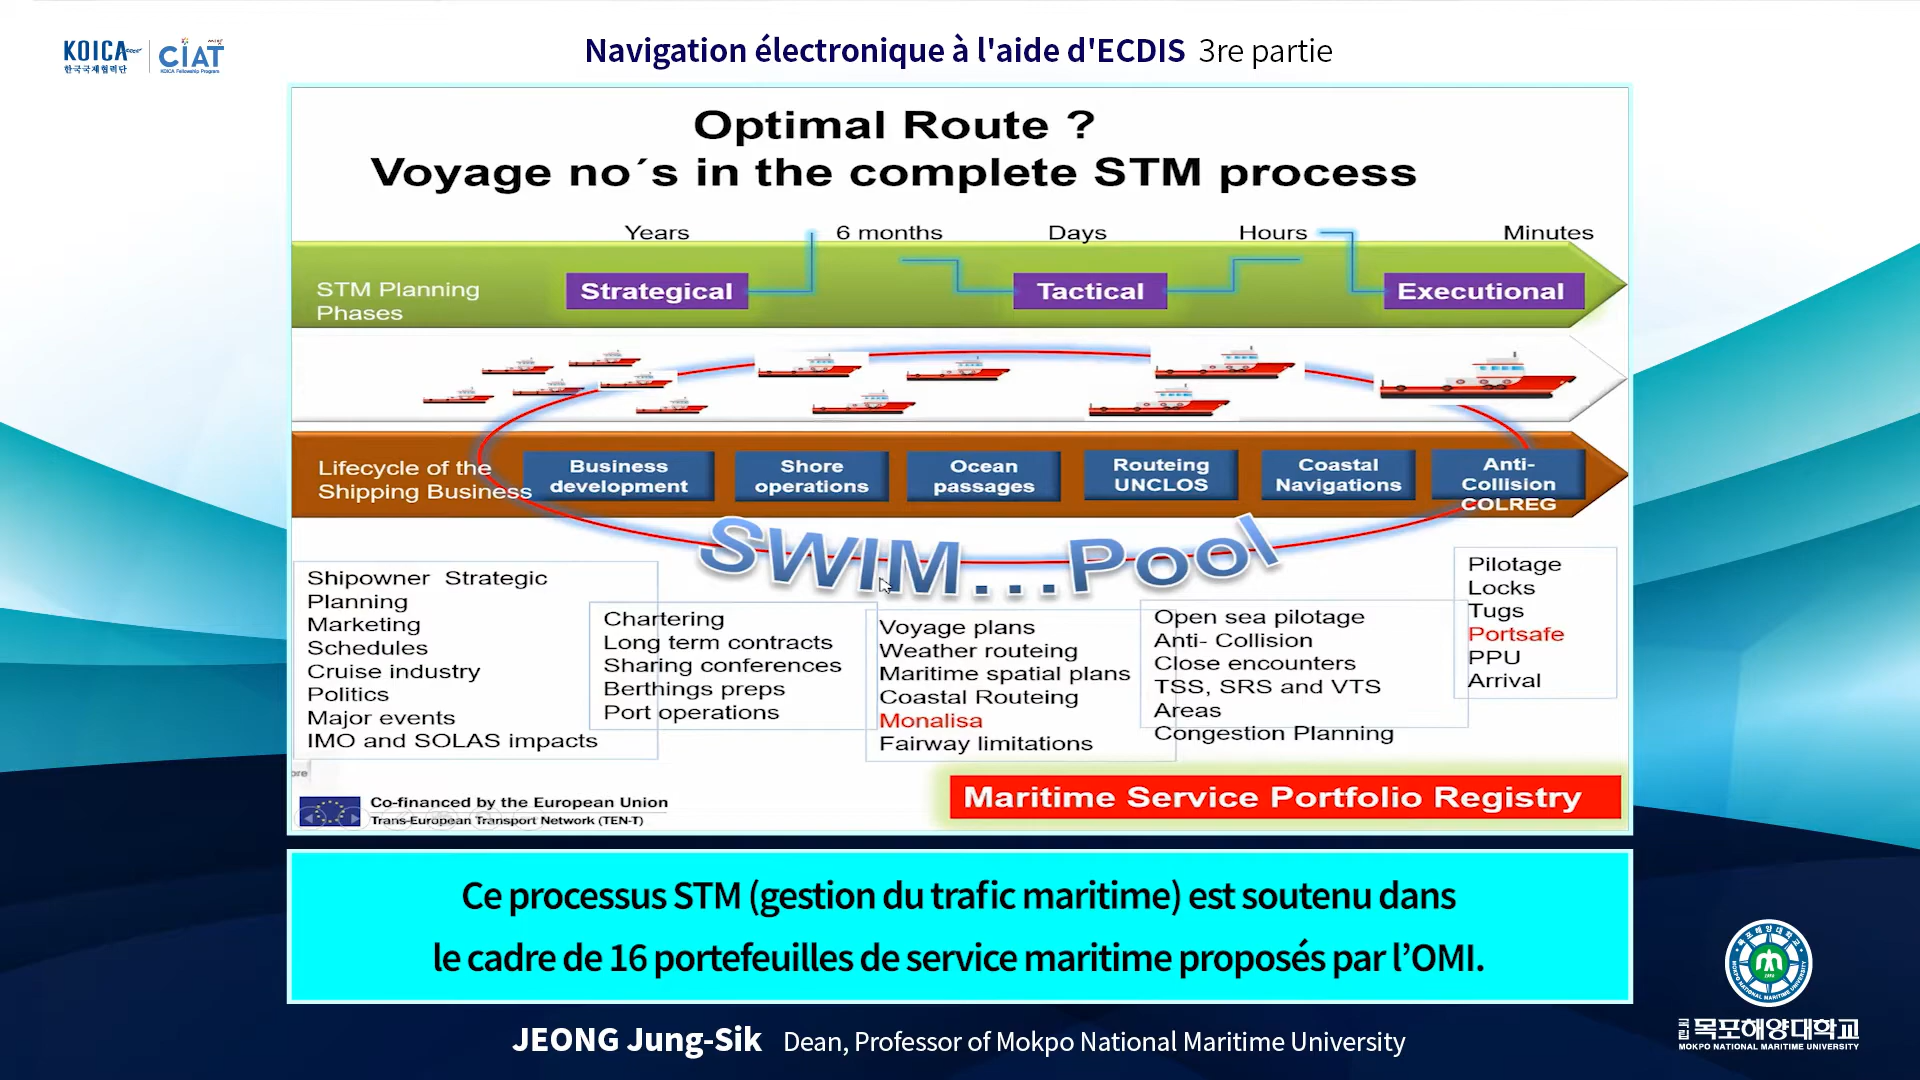 KOICA
한국국제협력단
CIAT
KOICA Fellowship Program
Navigation électronique à l'aide d'ECDIS 3re partie
Optimal Route ?
Voyage no´s in the complete STM process
Years 6 months Days Hours Minutes
STM Planning
Phases
Strategical Tactical Executional
Lifecycle of the
Shipping Business
Business
development
Shore
operations
Ocean
passages
Routeing
UNCLOS
Coastal
Navigations
Anti-
Collision
COLREG
SWIM...Pool
Shipowner Strategic
Planning
Marketing
Schedules
Cruise industry
Politics
Major events
IMO and SOLAS impacts
Chartering
Long term contracts
Sharing conferences
Berthings preps
Port operations
Voyage plans
Weather routeing
Maritime spatial plans
Coastal Routeing
Monalisa
Fairway limitations
Open sea pilotage
Anti- Collision
Close encounters
TSS, SRS and VTS
Areas
Congestion Planning
Pilotage
Locks
Tugs
Portsafe
PPU
Arrival
Co-financed by the European Union
Trans-European Transport Network (TEN-T)
Maritime Service Portfolio Registry
Ce processus STM (gestion du trafic maritime) est soutenu dans
le cadre de 16 portefeuilles de service maritime proposés par l’OMI.
JEONG Jung-Sik Dean, Professor of Mokpo National Maritime University
국립 목포해양대학교
MOKPO NATIONAL MARITIME UNIVERSITY